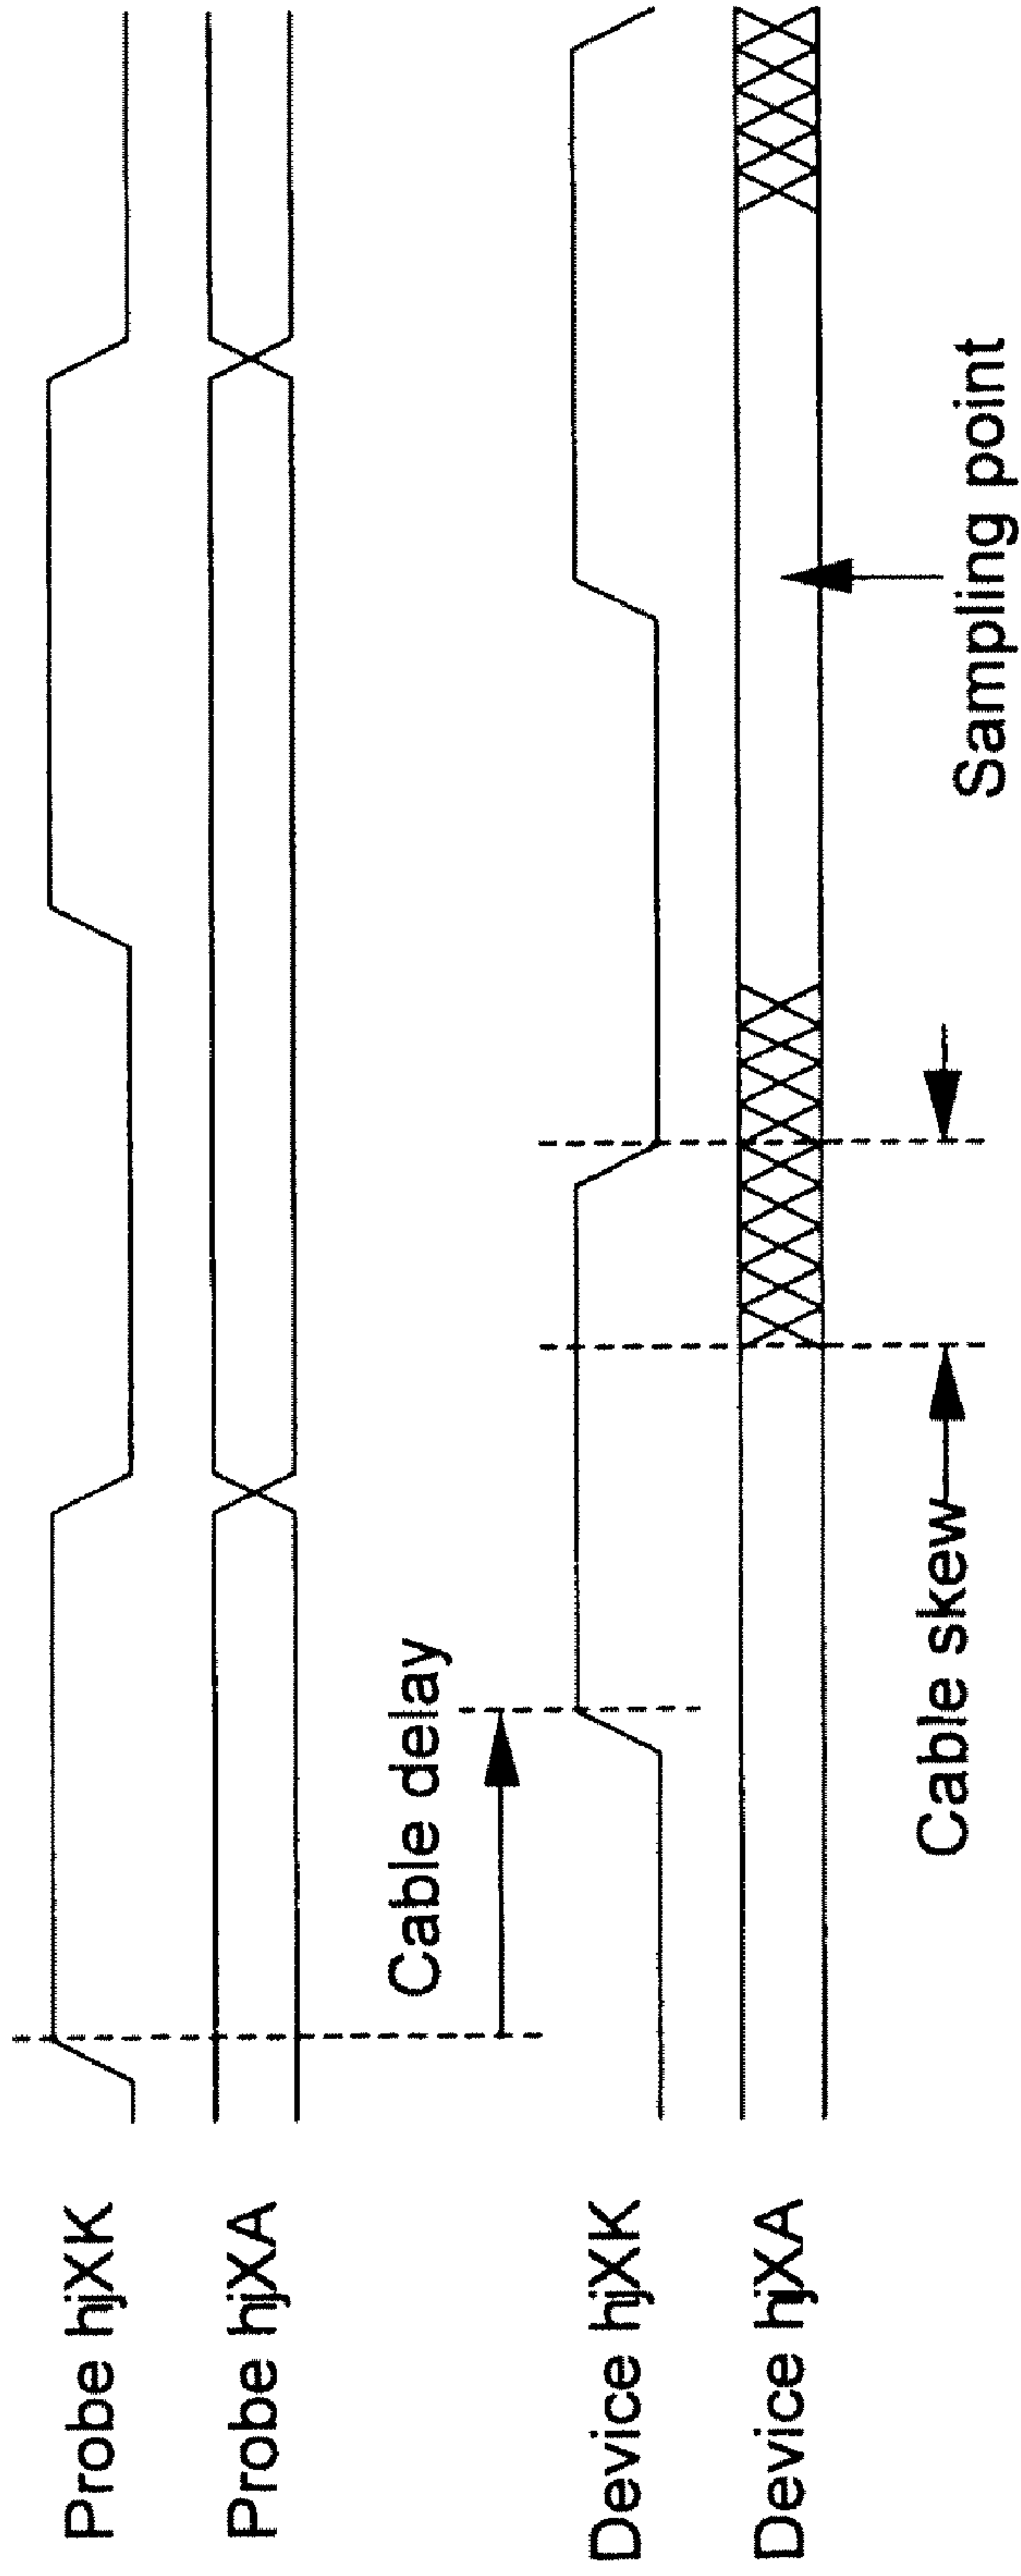 Probe hjXK
Probe hjXA
Cable delay
Device hjXK
Device hjXA
Cable skew
Sampling point